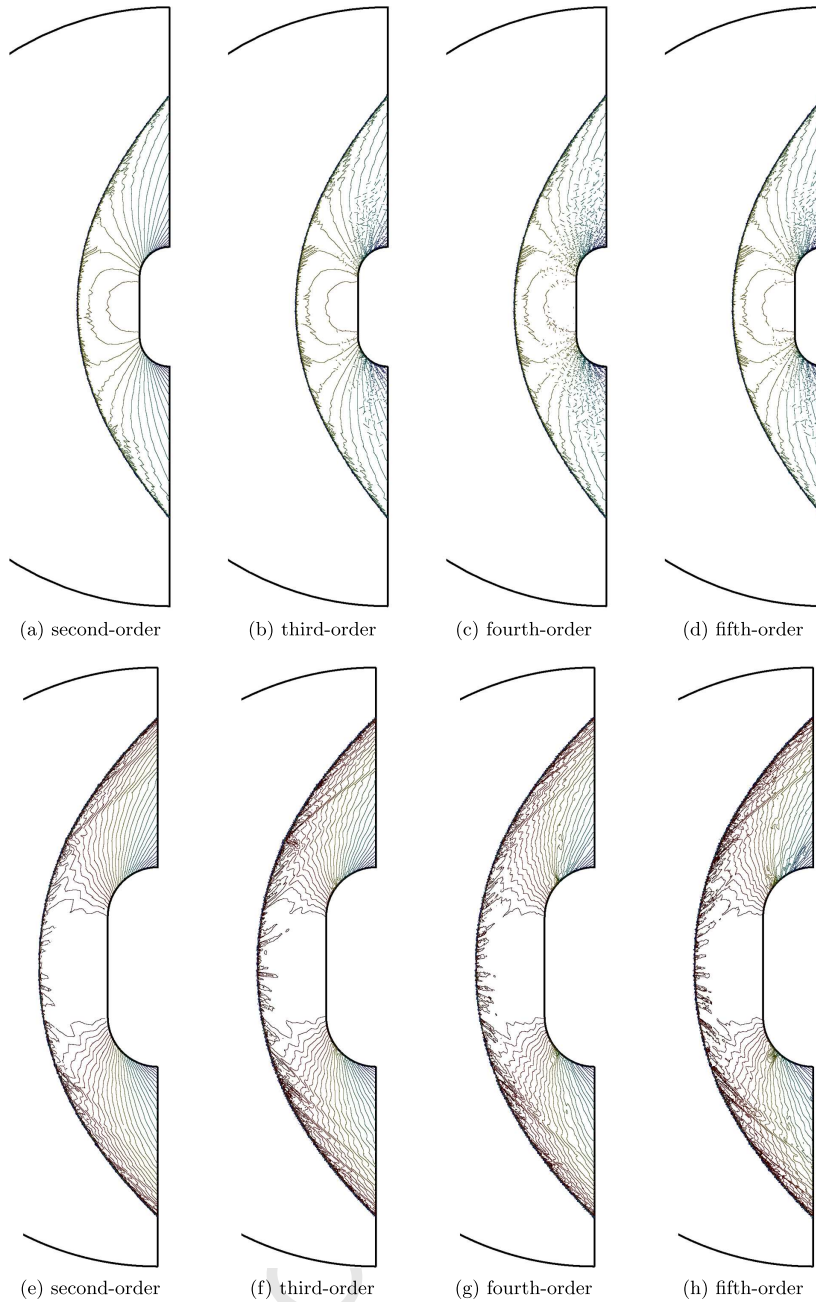 (a) second-order
(b) third-order
(c) fourth-order
(d) fifth-order
(e) second-order
(f) third-order
(g) fourth-order
(h) fifth-order